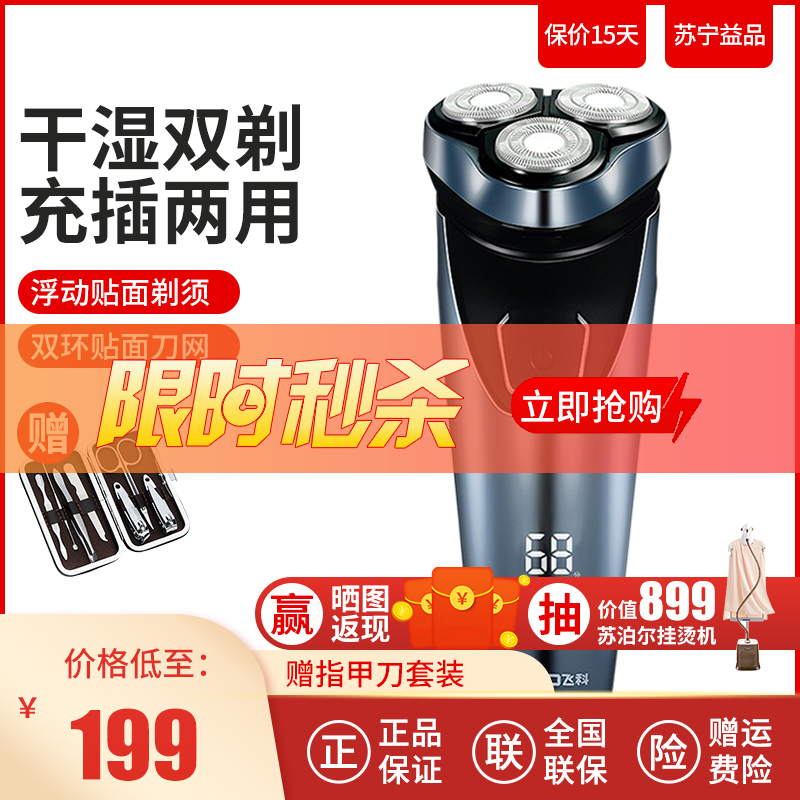 保价15天
苏宁益品
干湿双剃
充插两用
浮动贴面剃须
双环贴面刀网
限时秒杀
立即抢购
赠
68
赢
晒图
返现
¥
¥
抽
价值899
苏泊尔挂烫机
飞科
赠指甲刀套装
价格低至：
¥
199
正
正品
保证
联
全国
联保
险
赠运
费险